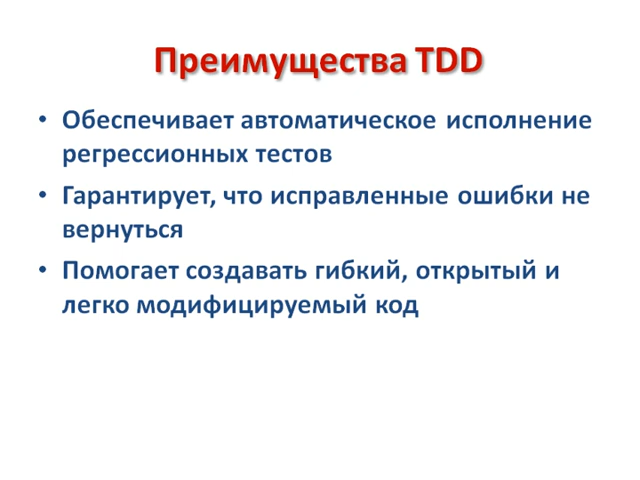 Преимущества TDD
• Обеспечивает автоматическое исполнение
регрессионных тестов
• Гарантирует, что исправленные ошибки не
вернуться
• Помогает создавать гибкий, открытый и
легко модифицируемый код